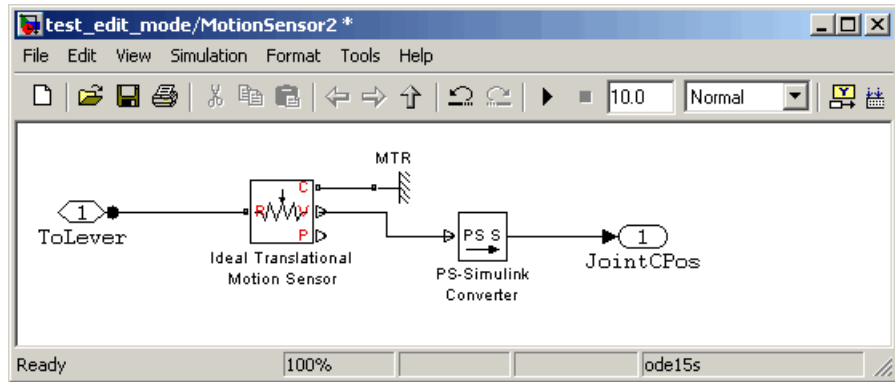 test_edit_mode/MotionSensor2 *
File Edit View Simulation Format Tools Help
10.0 Normal
MTR
C
R V
P
1
ToLever
Ideal Translational
Motion Sensor
PS S
PS-Simulink
Converter
1
JointCPos
Ready 100% ode15s